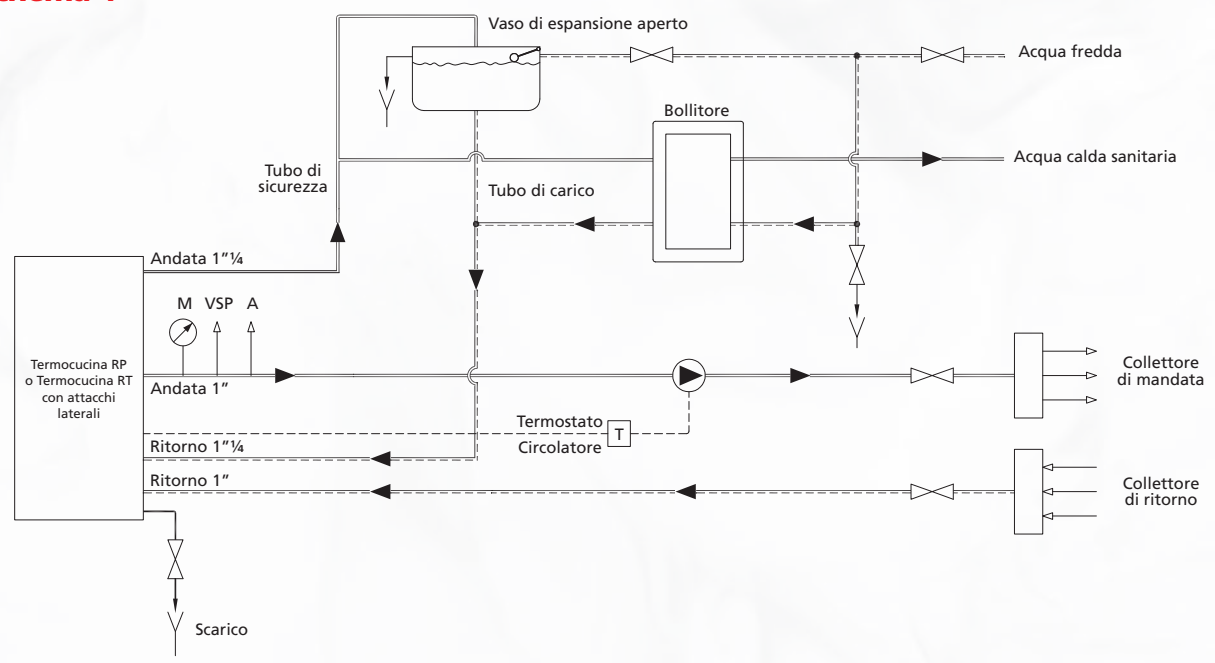 Vaso di espansione aperto
Acqua fredda
Bollitore
Acqua calda sanitaria
Tubo di
sicurezza
Tubo di carico
Andata 1"¼
M VSP A
Termocucina RP
o Termocucina RT
con attacchi
laterali
Andata 1"
Collettore
di mandata
Termostato
T
Circolatore
Ritorno 1"¼
Ritorno 1"
Collettore
di ritorno
Scarico